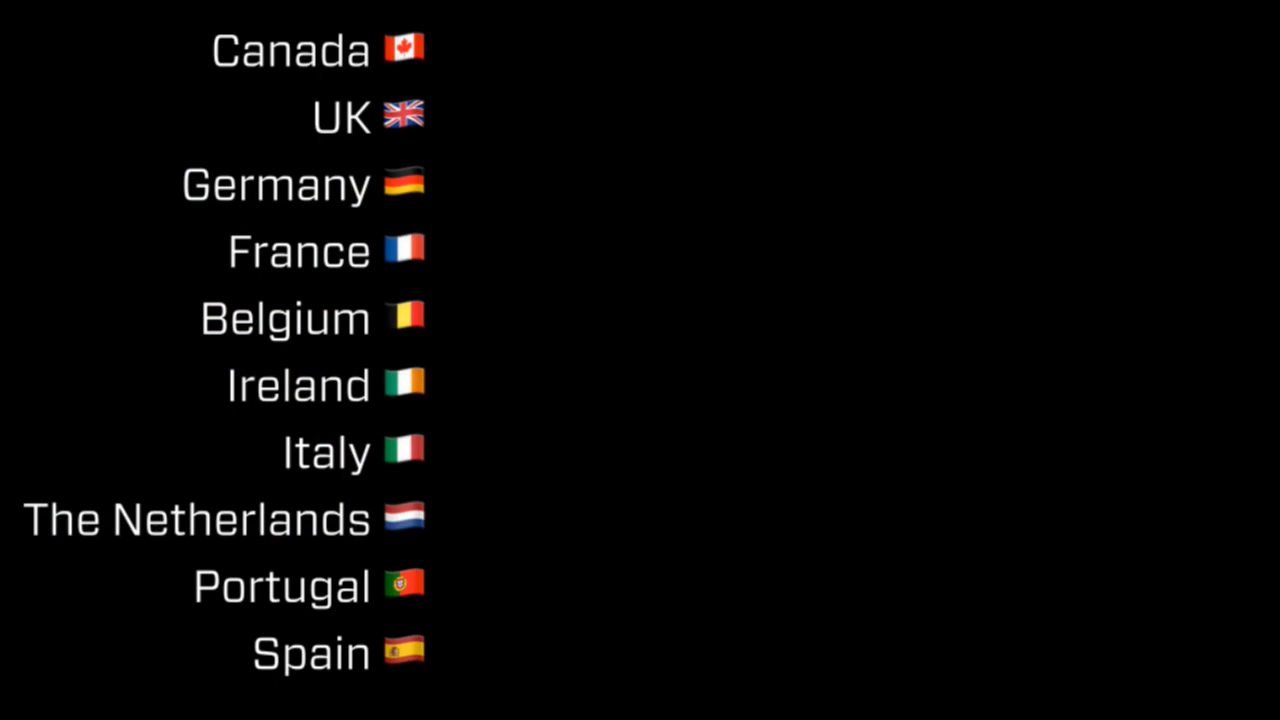 Canada 🇨🇦
UK 🇬🇧
Germany 🇩🇪
France 🇫🇷
Belgium 🇧🇪
Ireland 🇮🇪
Italy 🇮🇹
The Netherlands 🇳🇱
Portugal 🇵🇹
Spain 🇪🇸